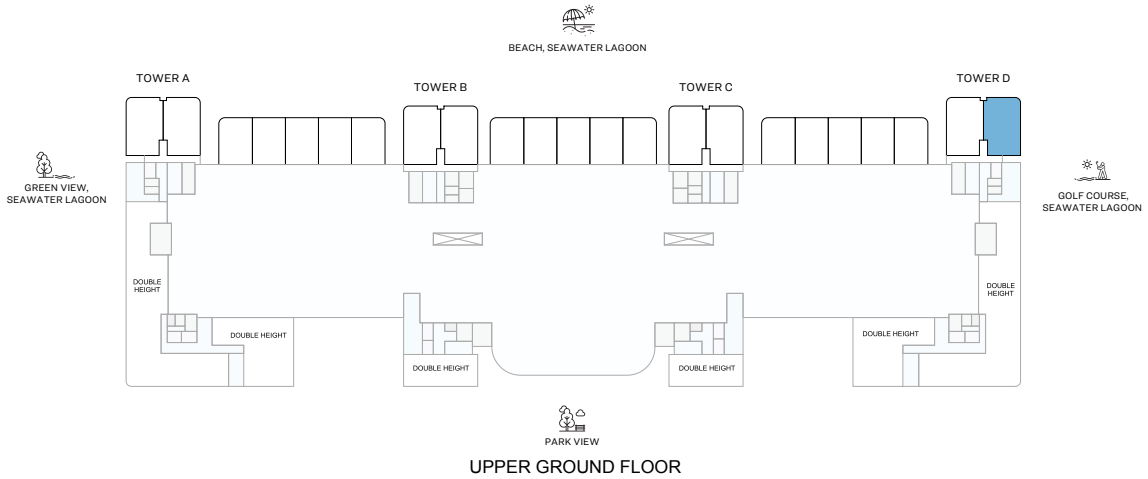 BEACH, SEAWATER LAGOON
TOWER A
TOWER B
TOWER C
TOWER D
GREEN VIEW,
SEAWATER LAGOON
GOLF COURSE,
SEAWATER LAGOON
DOUBLE
HEIGHT
DOUBLE
HEIGHT
DOUBLE HEIGHT
DOUBLE HEIGHT
DOUBLE HEIGHT
DOUBLE HEIGHT
PARK VIEW
UPPER GROUND FLOOR